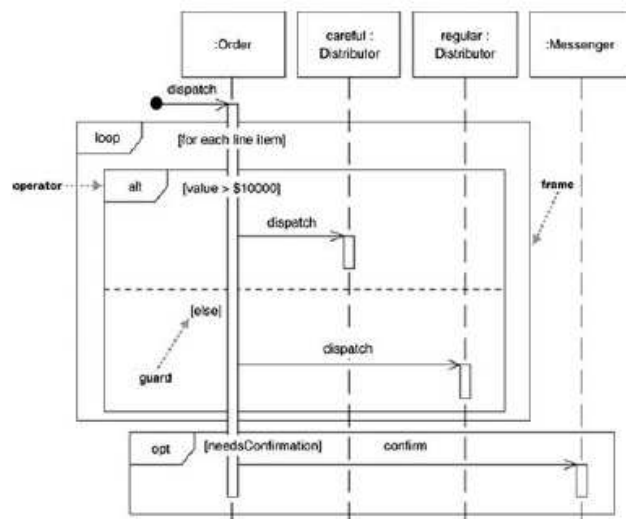 :Order
careful :
Distributor
regular :
Distributor
:Messenger
dispatch
loop
[for each line item]
operator
alt
[value > $10000]
frame
dispatch
[else]
guard
dispatch
opt
[needsConfirmation]
confirm